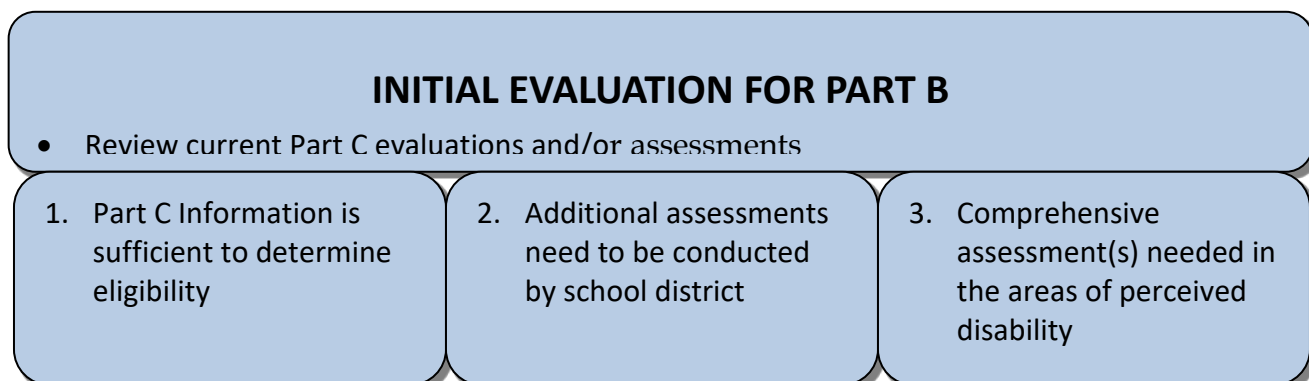 INITIAL EVALUATION FOR PART B
• Review current Part C evaluations and/or assessments
1. Part C Information is
sufficient to determine
eligibility
2. Additional assessments
need to be conducted
by school district
3. Comprehensive
assessment(s) needed in
the areas of perceived
disability